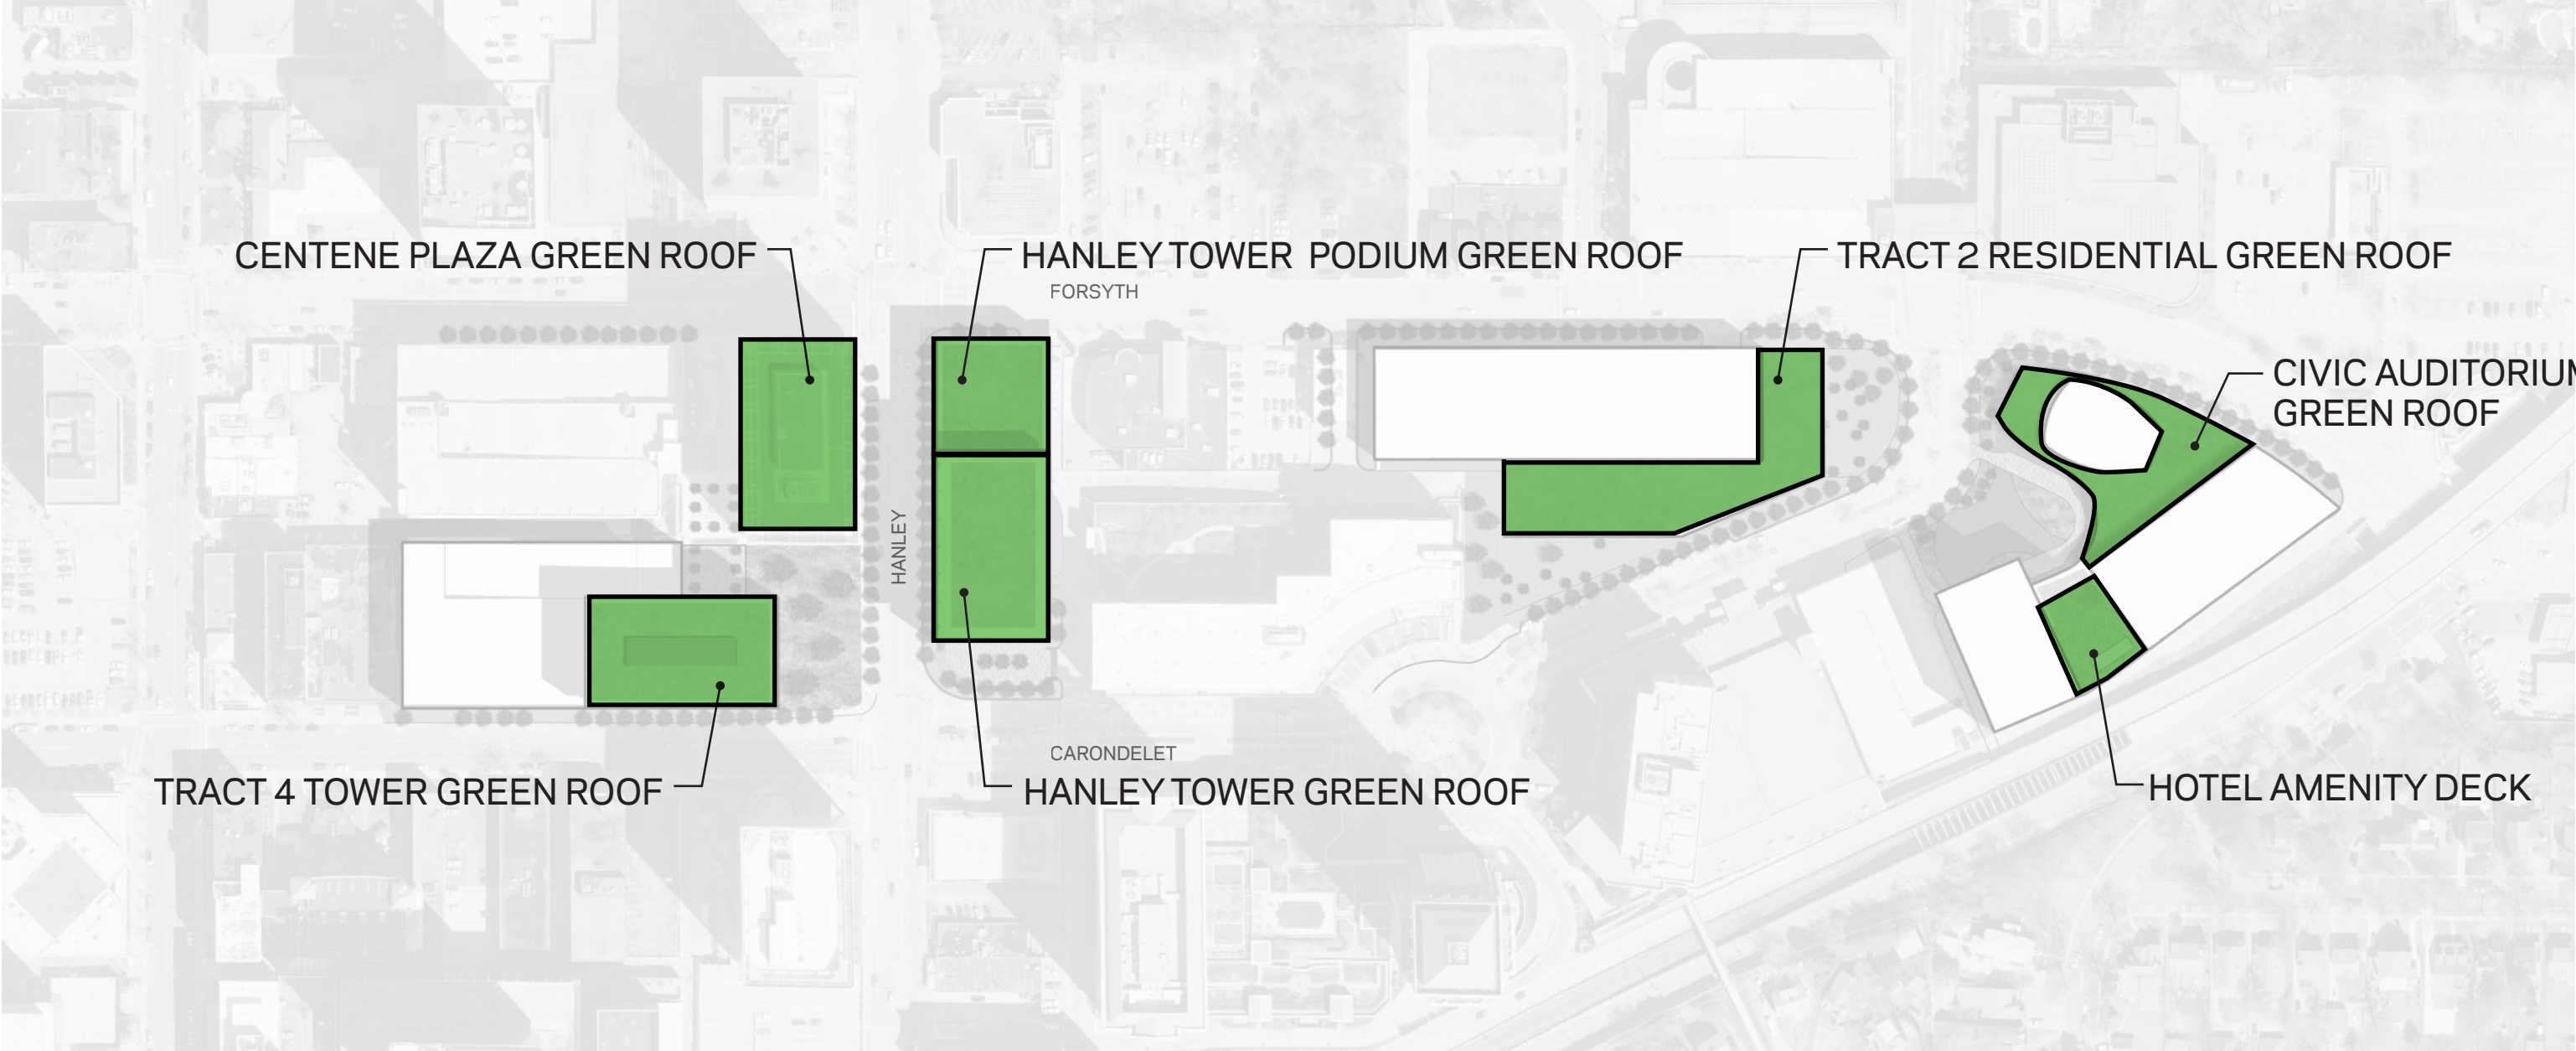 CENTENE PLAZA GREEN ROOF
HANLEY TOWER  PODIUM GREEN ROOF
FORSYTH
TRACT 2 RESIDENTIAL GREEN ROOF
CIVIC AUDITORIUM
GREEN ROOF
HANLEY
CARONDELET
TRACT 4 TOWER GREEN ROOF
HANLEY TOWER GREEN ROOF
HOTEL AMENITY DECK